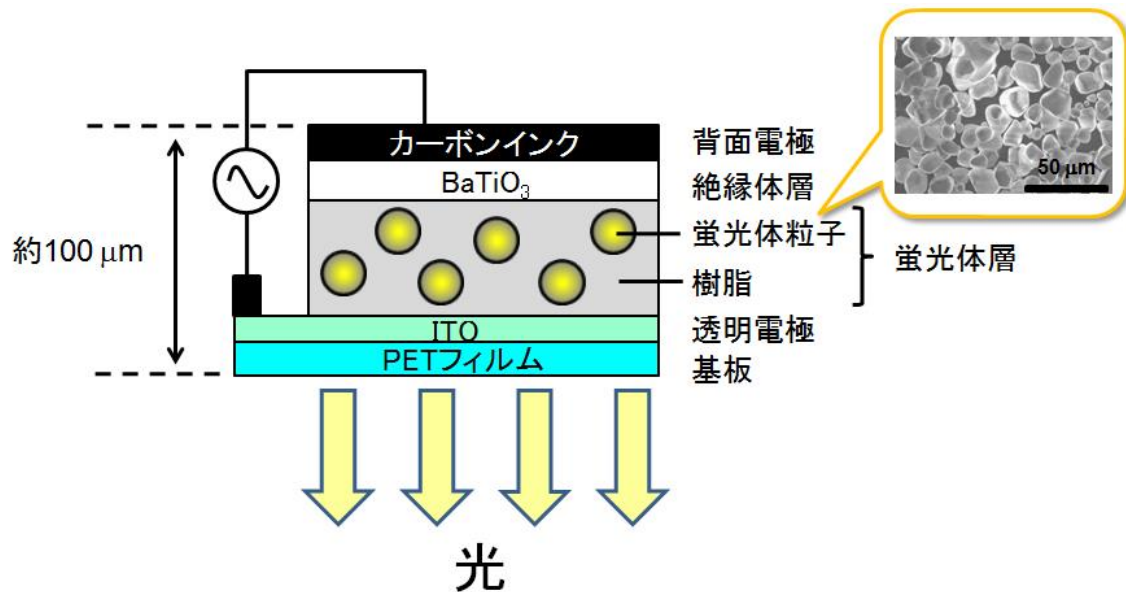 カーボンインク
背面電極
BaTiO3
絶縁体層
50 μm
蛍光体粒子
蛍光体層
樹脂
約100 μm
ITO
透明電極
PETフィルム
基板
光